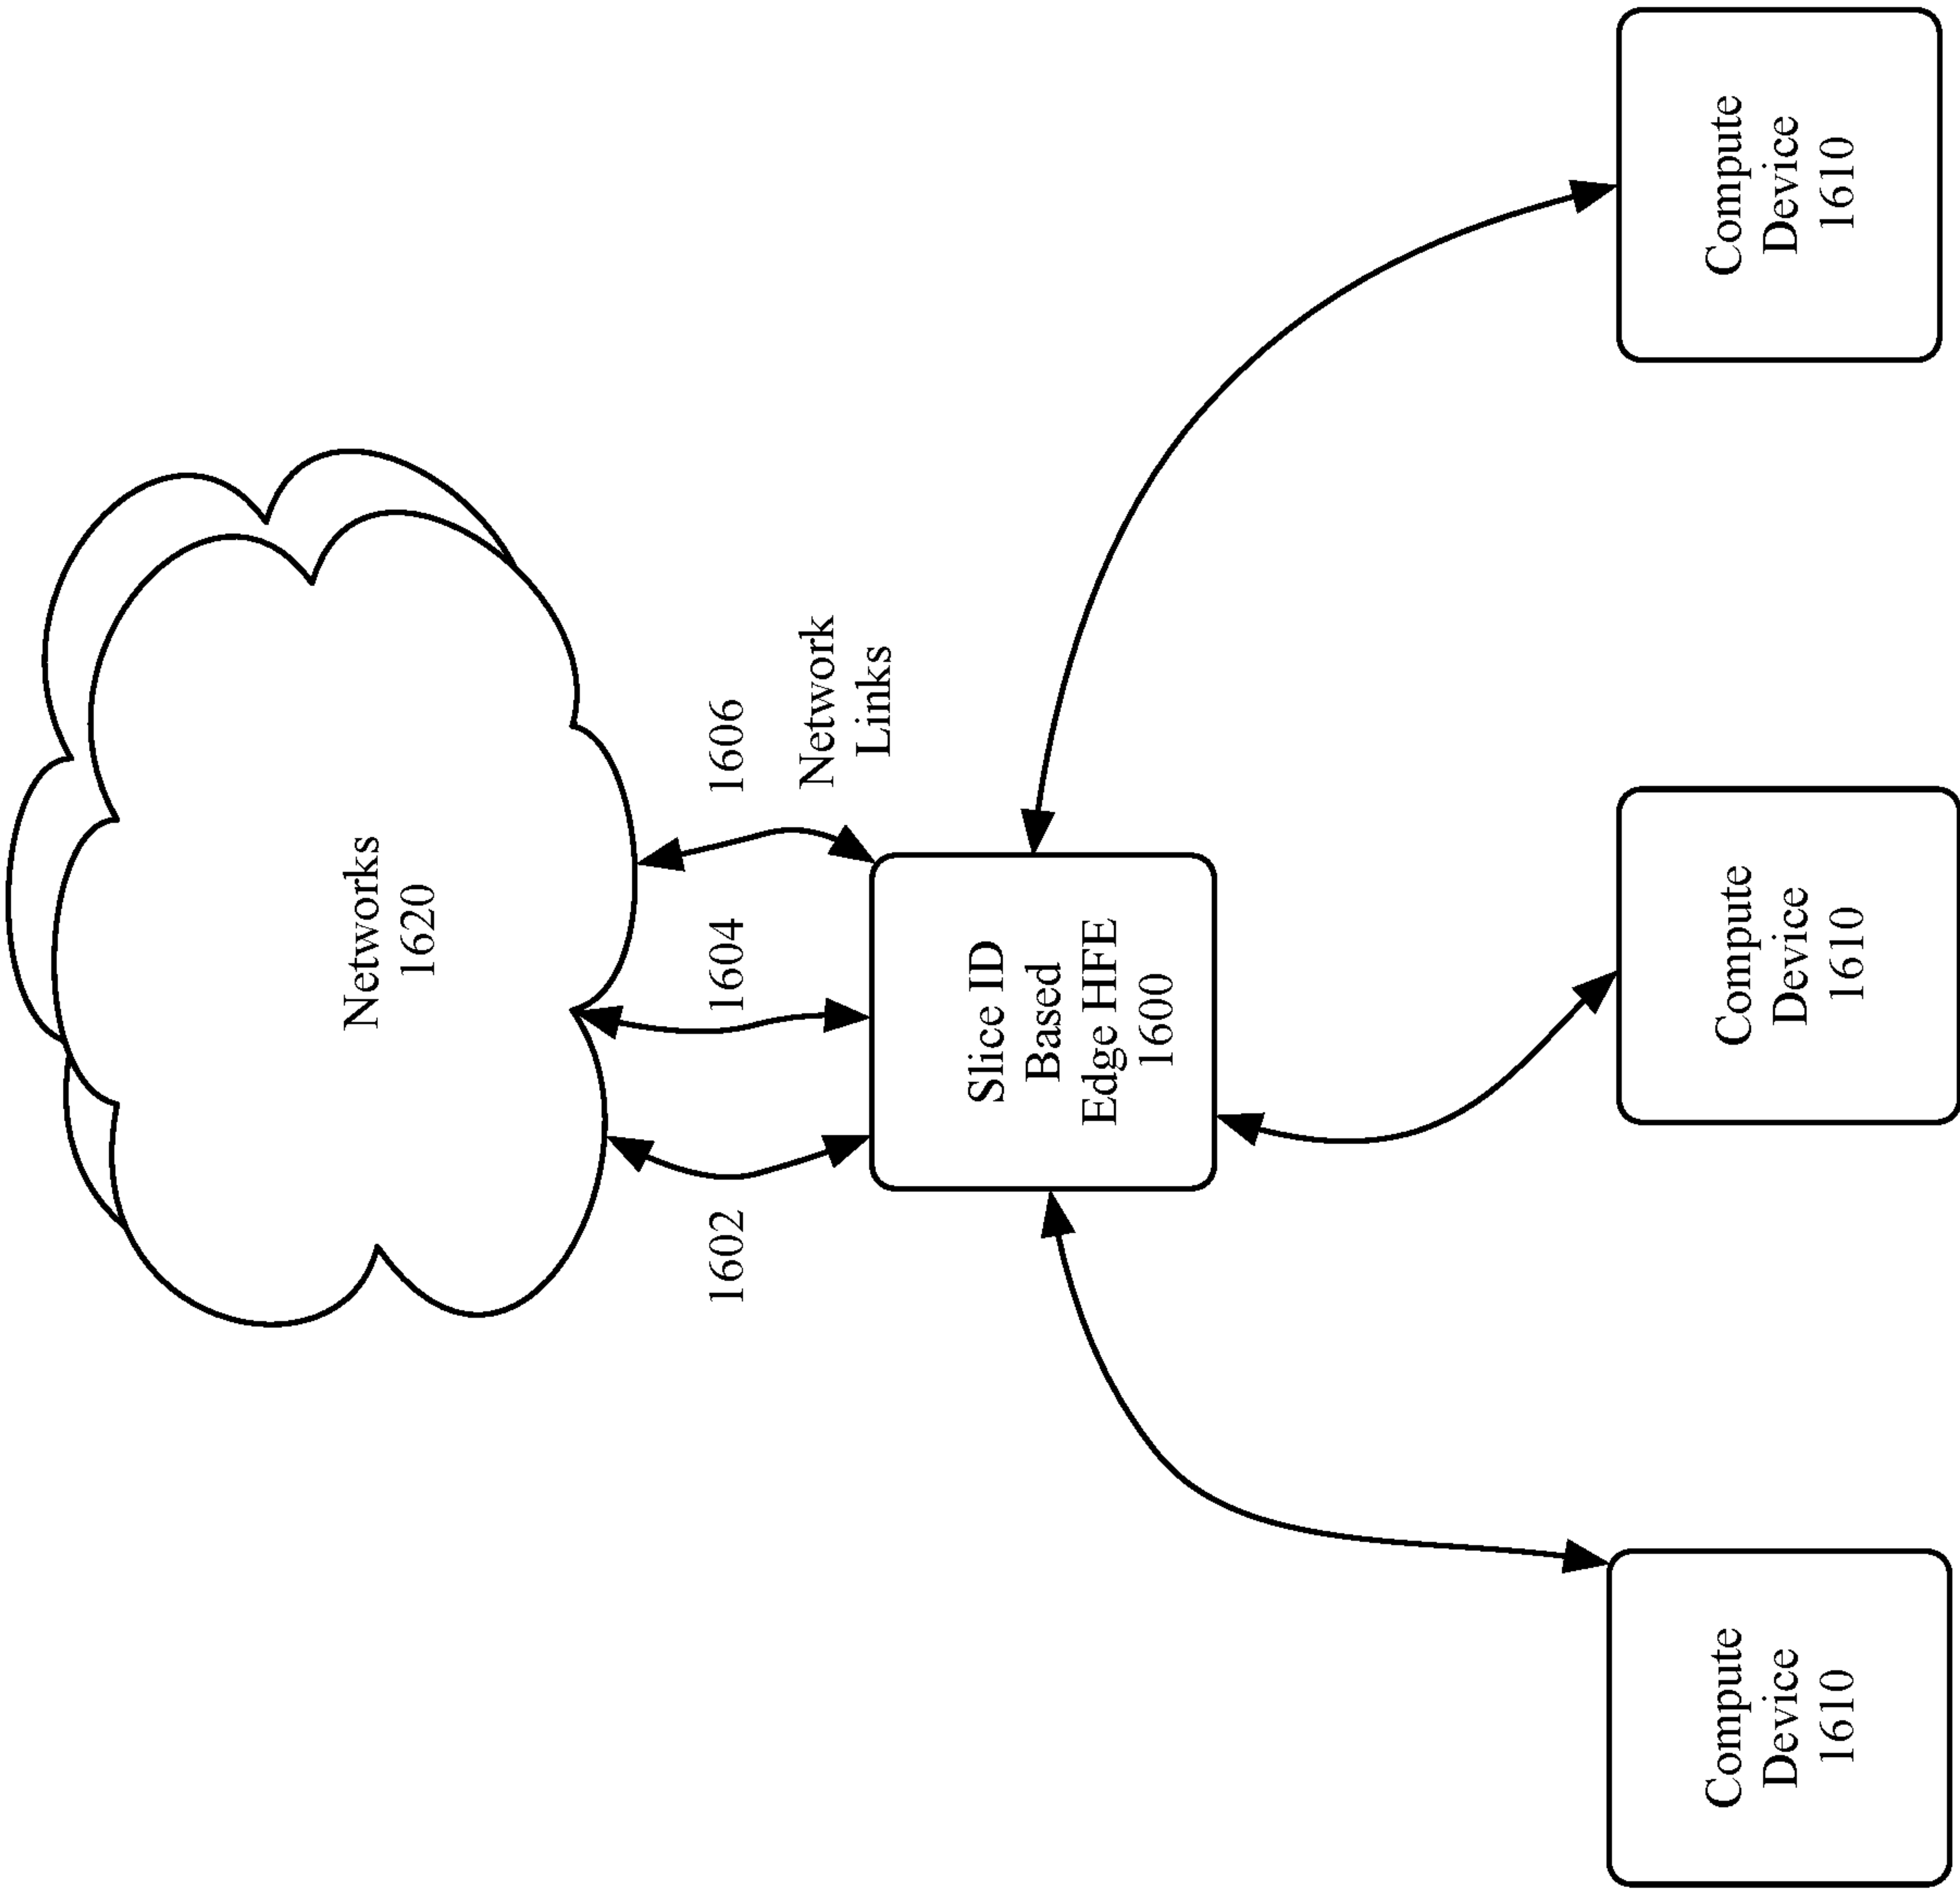 Networks
1620
1602
1604
1606
Network
Links
Slice ID
Based
Edge HFE
1600
Compute
Device
1610
Compute
Device
1610
Compute
Device
1610